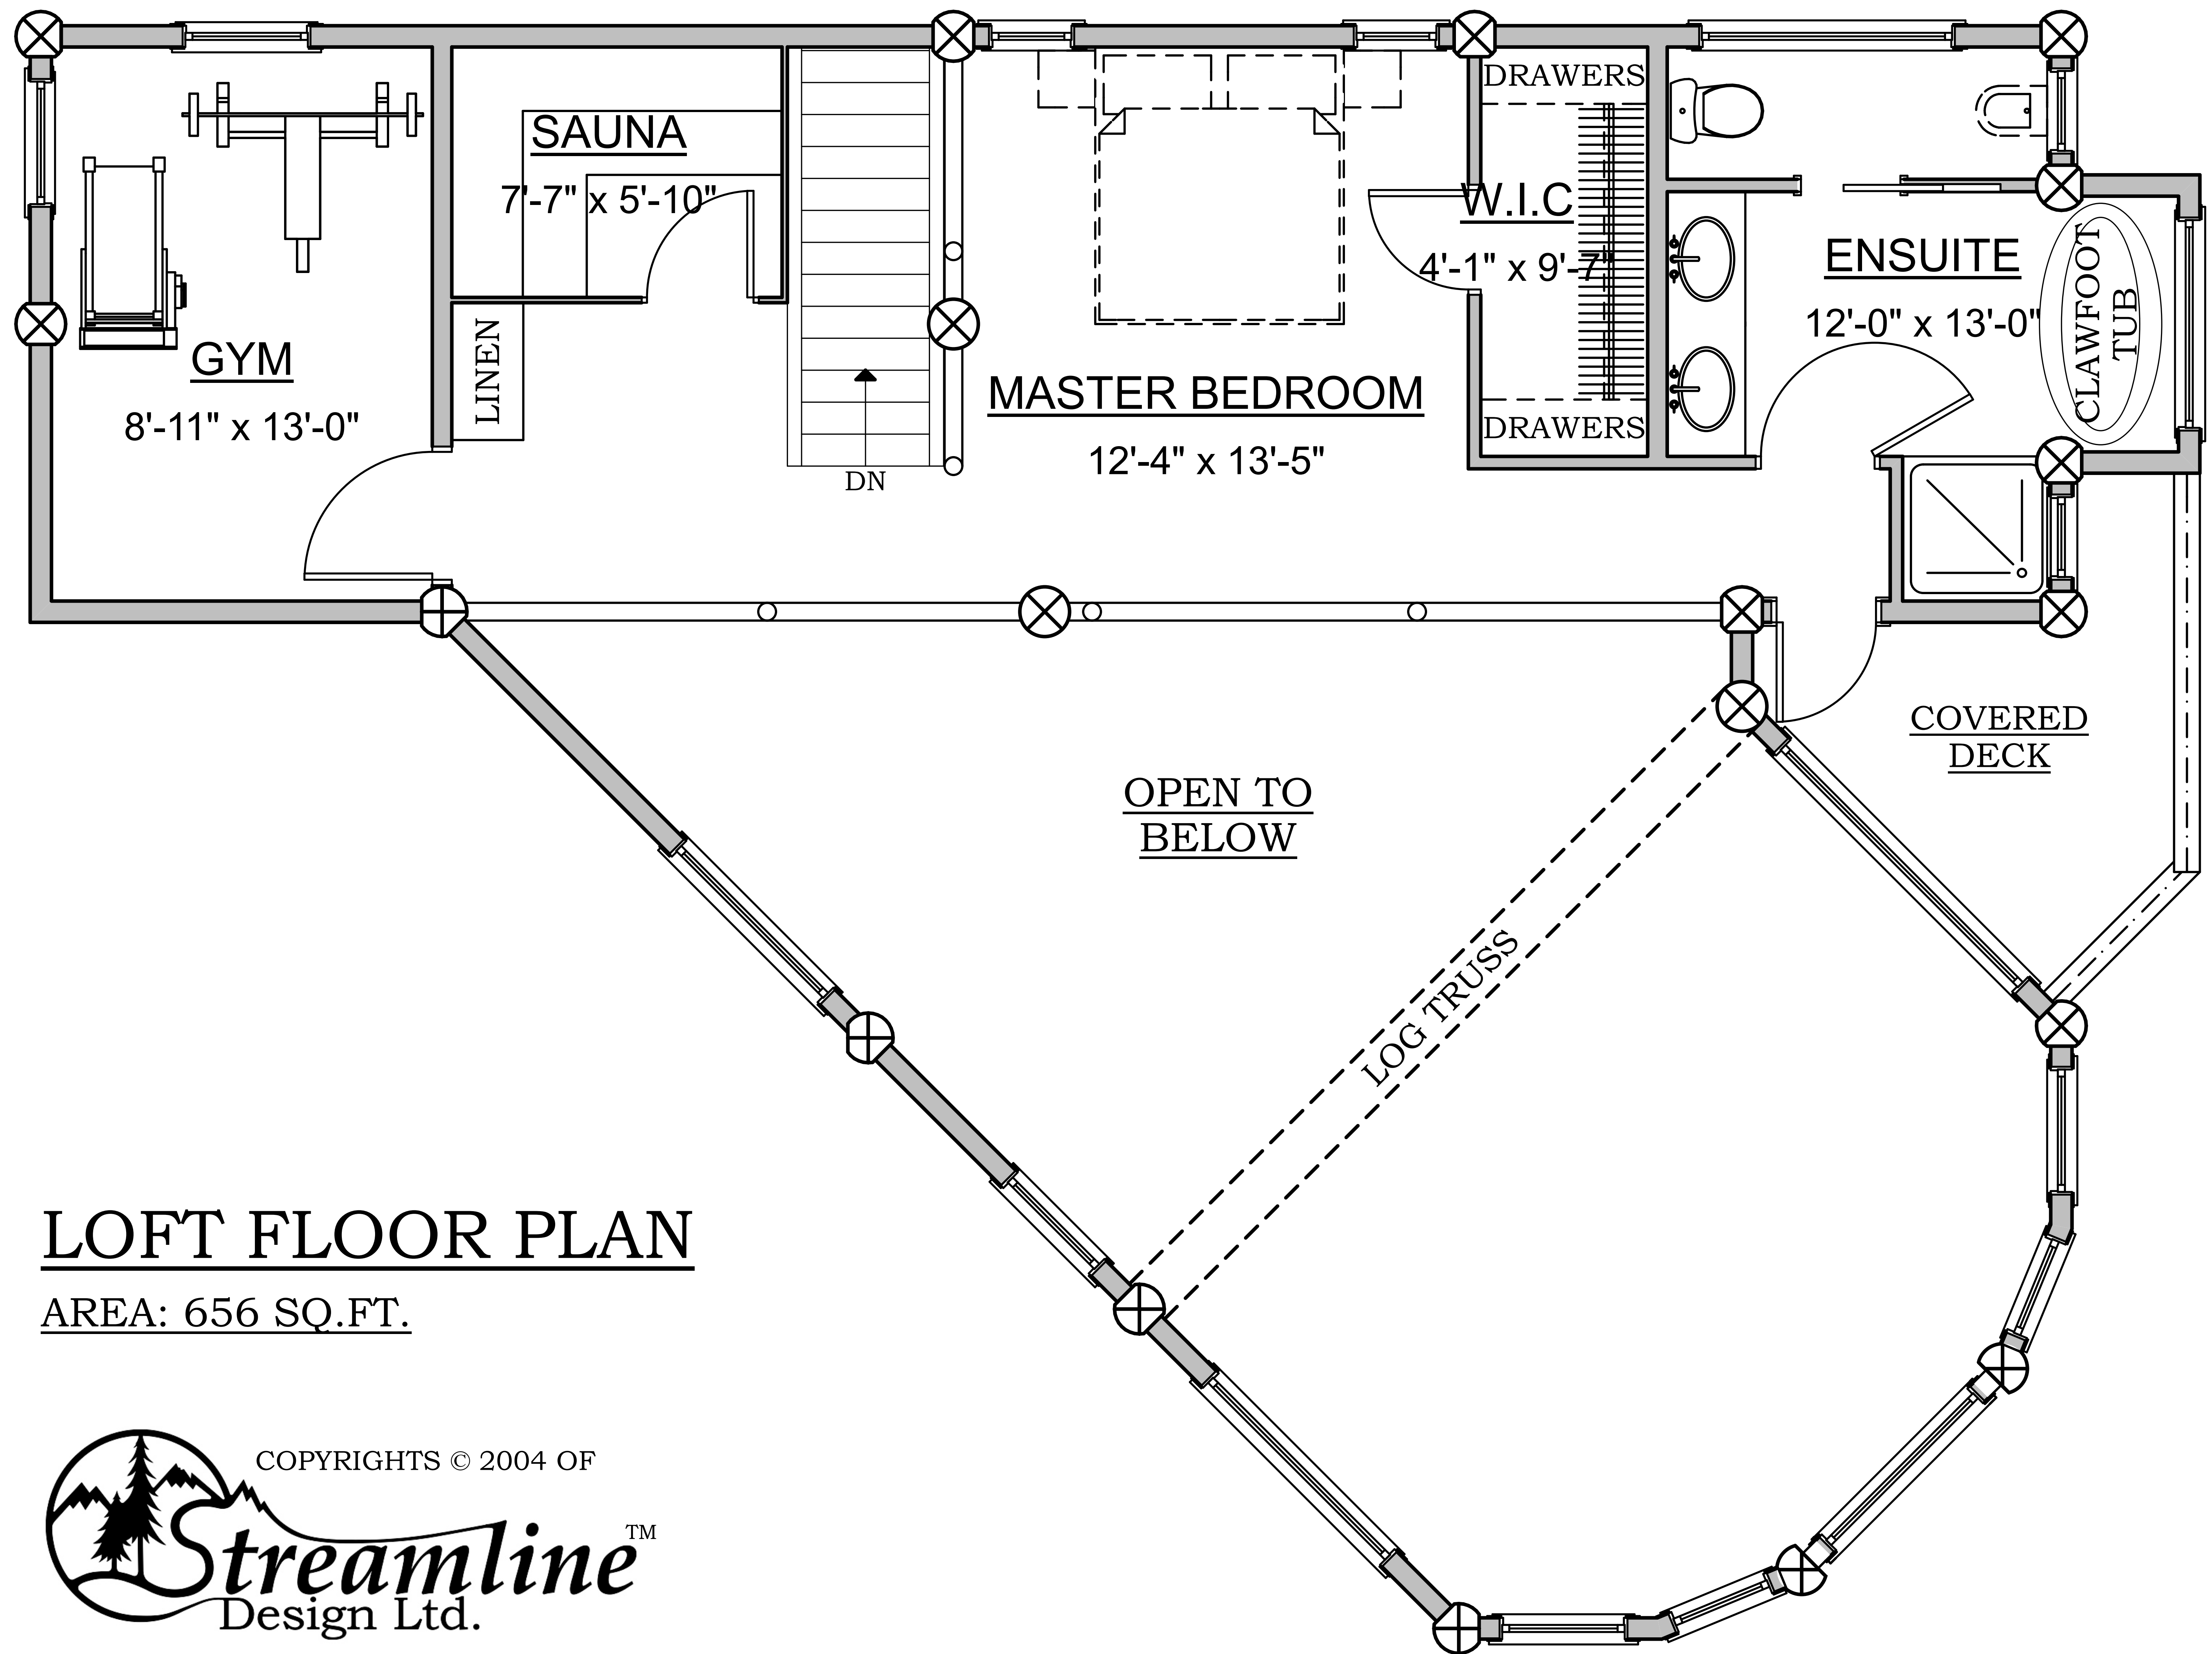 DRAWERS
SAUNA
7'-7" x 5'-10"
W.I.C
4'-1" x 9'-7"
ENSUITE
12'-0" x 13'-0"
CLAWFOOT
TUB
GYM
8'-11" x 13'-0"
LINEN
MASTER BEDROOM
12'-4" x 13'-5"
DRAWERS
DN
COVERED
DECK
OPEN TO
BELOW
LOG TRUSS
LOFT FLOOR PLAN
AREA: 656 SQ.FT.
COPYRIGHTS © 2004 OF
Streamline™
Design Ltd.